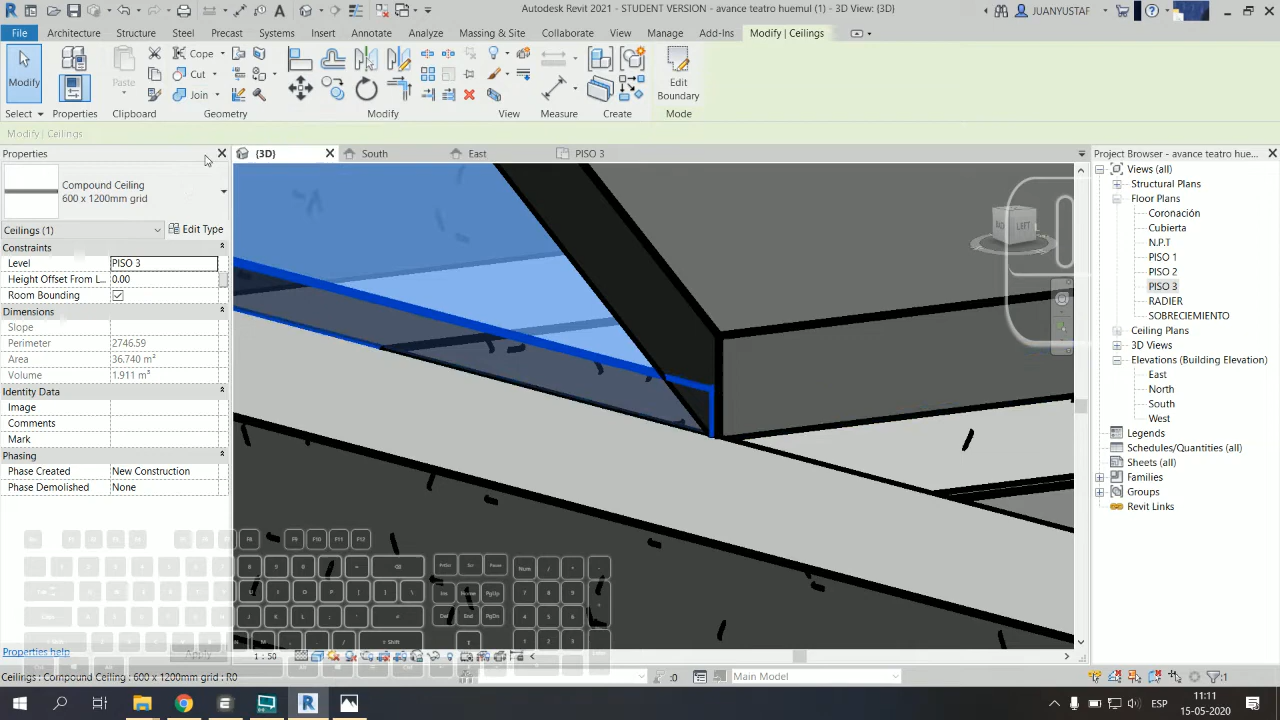 Autodesk Revit 2021 - STUDENT VERSION - avance teatro huemul (1) - 3D View: {3D}
JUANYUSTAF
File Architecture Structure Steel Precast Systems Insert Annotate Analyze Massing & Site Collaborate View Manage Add-Ins Modify | Ceilings
Modify
Paste
Cope
Cut
Join
Edit
Boundary
Select Properties Clipboard Geometry Modify View Measure Create Mode
Modify | Ceilings
Properties
{3D}
South
East
PISO 3
Project Browser - avance teatro hue...
Compound Ceiling
600 x 1200mm grid
Ceilings (1)
Edit Type
Constraints
Level PISO 3
Height Offset From L... 0.00
Room Bounding
Dimensions
Slope
Perimeter 2746.59
Area 36.740 m²
Volume 1.911 m³
Identity Data
Image
Comments
Mark
Phasing
Phase Created New Construction
Phase Demolished None
Properties help
Apply
LEFT
Views (all)
Structural Plans
Floor Plans
Coronación
Cubierta
N.P.T
PISO 1
PISO 2
PISO 3
RADIER
SOBRECIEMIENTO
Ceiling Plans
3D Views
Elevations (Building Elevation)
East
North
South
West
Legends
Schedules/Quantities (all)
Sheets (all)
Families
Groups
Revit Links
1 : 50
Ceilings : Compound Ceiling : 600 x 1200mm grid : R0
:0
Main Model
:1
ESP
11:11
15-05-2020